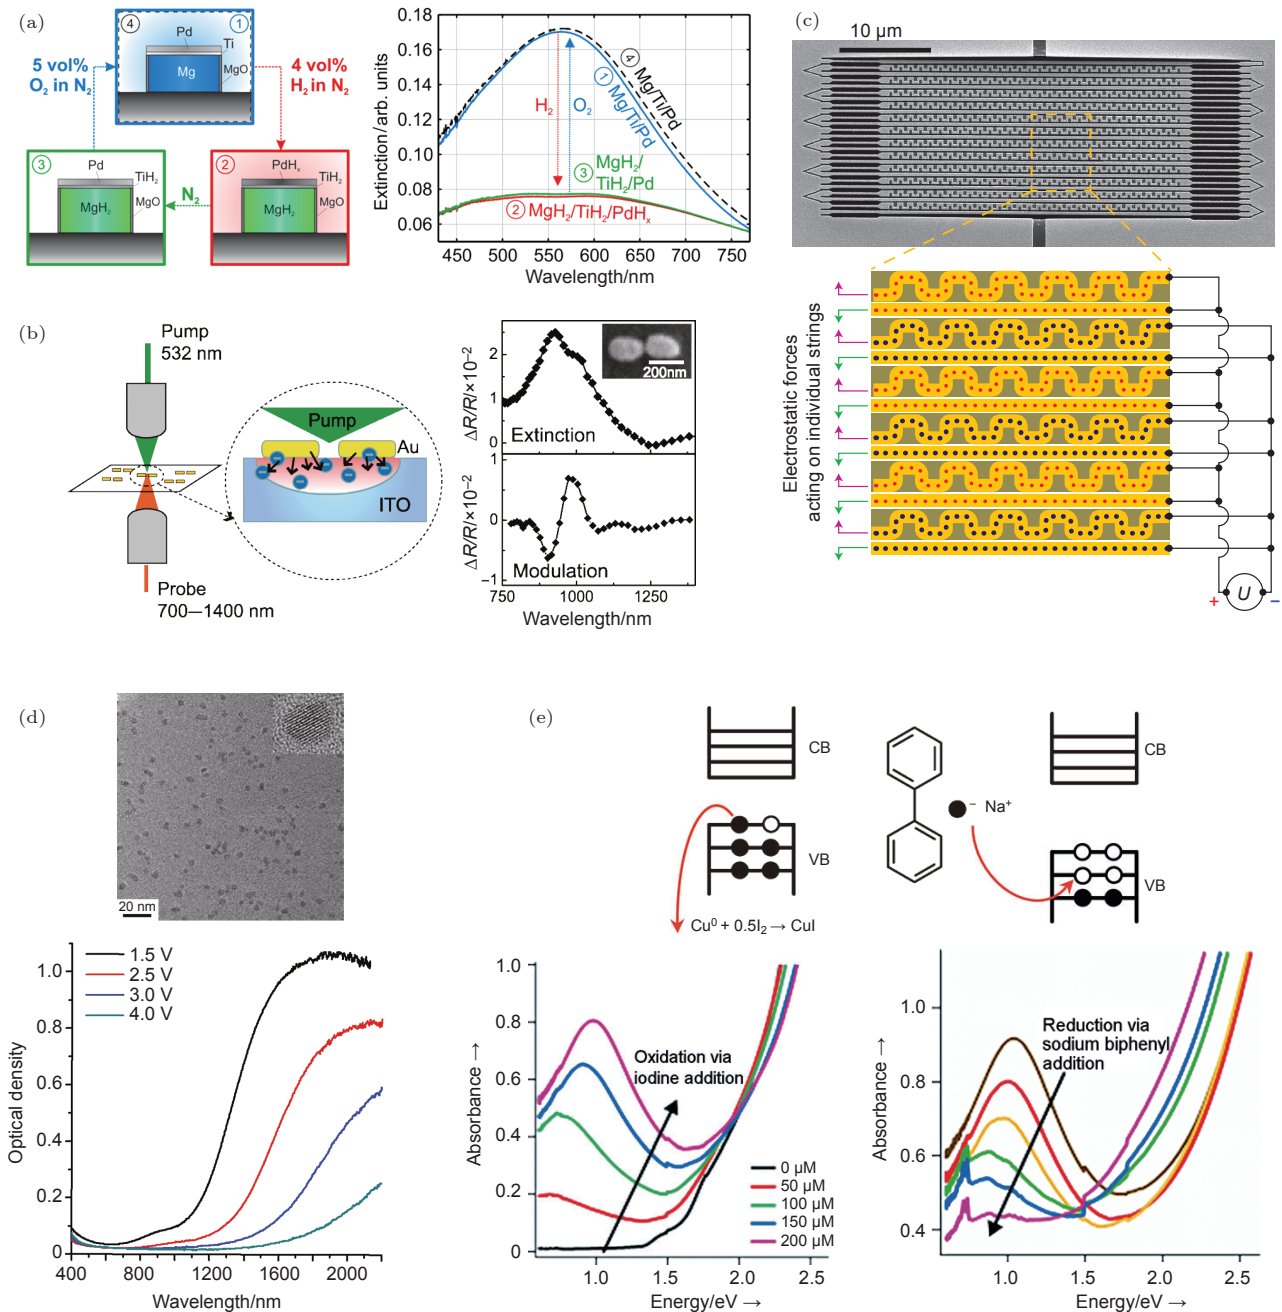 (a)
④
①
Pd
Ti
Mg
MgO
5 vol%
O₂ in N₂
4 vol%
H₂ in N₂
③
Pd
TiH₂
MgO
MgH₂
N₂
②
PdHₓ
TiH₂
MgO
MgH₂
Extinction/arb. units
0.18
0.16
0.14
0.12
0.10
0.08
0.06
④ Mg/Ti/Pd
① Mg/Ti/Pd
H₂
O₂
③ MgH₂/
TiH₂/Pd
② MgH₂/TiH₂/PdHₓ
450 500 550 600 650 700 750
Wavelength/nm
(b)
Pump
532 nm
Probe
700—1400 nm
Pump
Au
ITO
ΔR/R/×10−2
2
1
0
200nm
Extinction
ΔR/R/×10−2
1
0
−1
Modulation
750 1000 1250
Wavelength/nm
(c)
10 μm
Electrostatic forces
acting on individual strings
+ U −
(d)
20 nm
Optical density
1.0
0.8
0.6
0.4
0.2
0
1.5 V
2.5 V
3.0 V
4.0 V
400 800 1200 1600 2000
Wavelength/nm
(e)
CB
VB
Cu⁰ + 0.5I₂ → CuI
− Na⁺
CB
VB
Absorbance →
1.0
0.8
0.6
0.4
0.2
0
Oxidation via
iodine addition
0 μM
50 μM
100 μM
150 μM
200 μM
1.0 1.5 2.0 2.5
Energy/eV →
Absorbance →
1.0
0.8
0.6
0.4
Reduction via
sodium biphenyl
addition
1.0 1.5 2.0 2.5
Energy/eV →